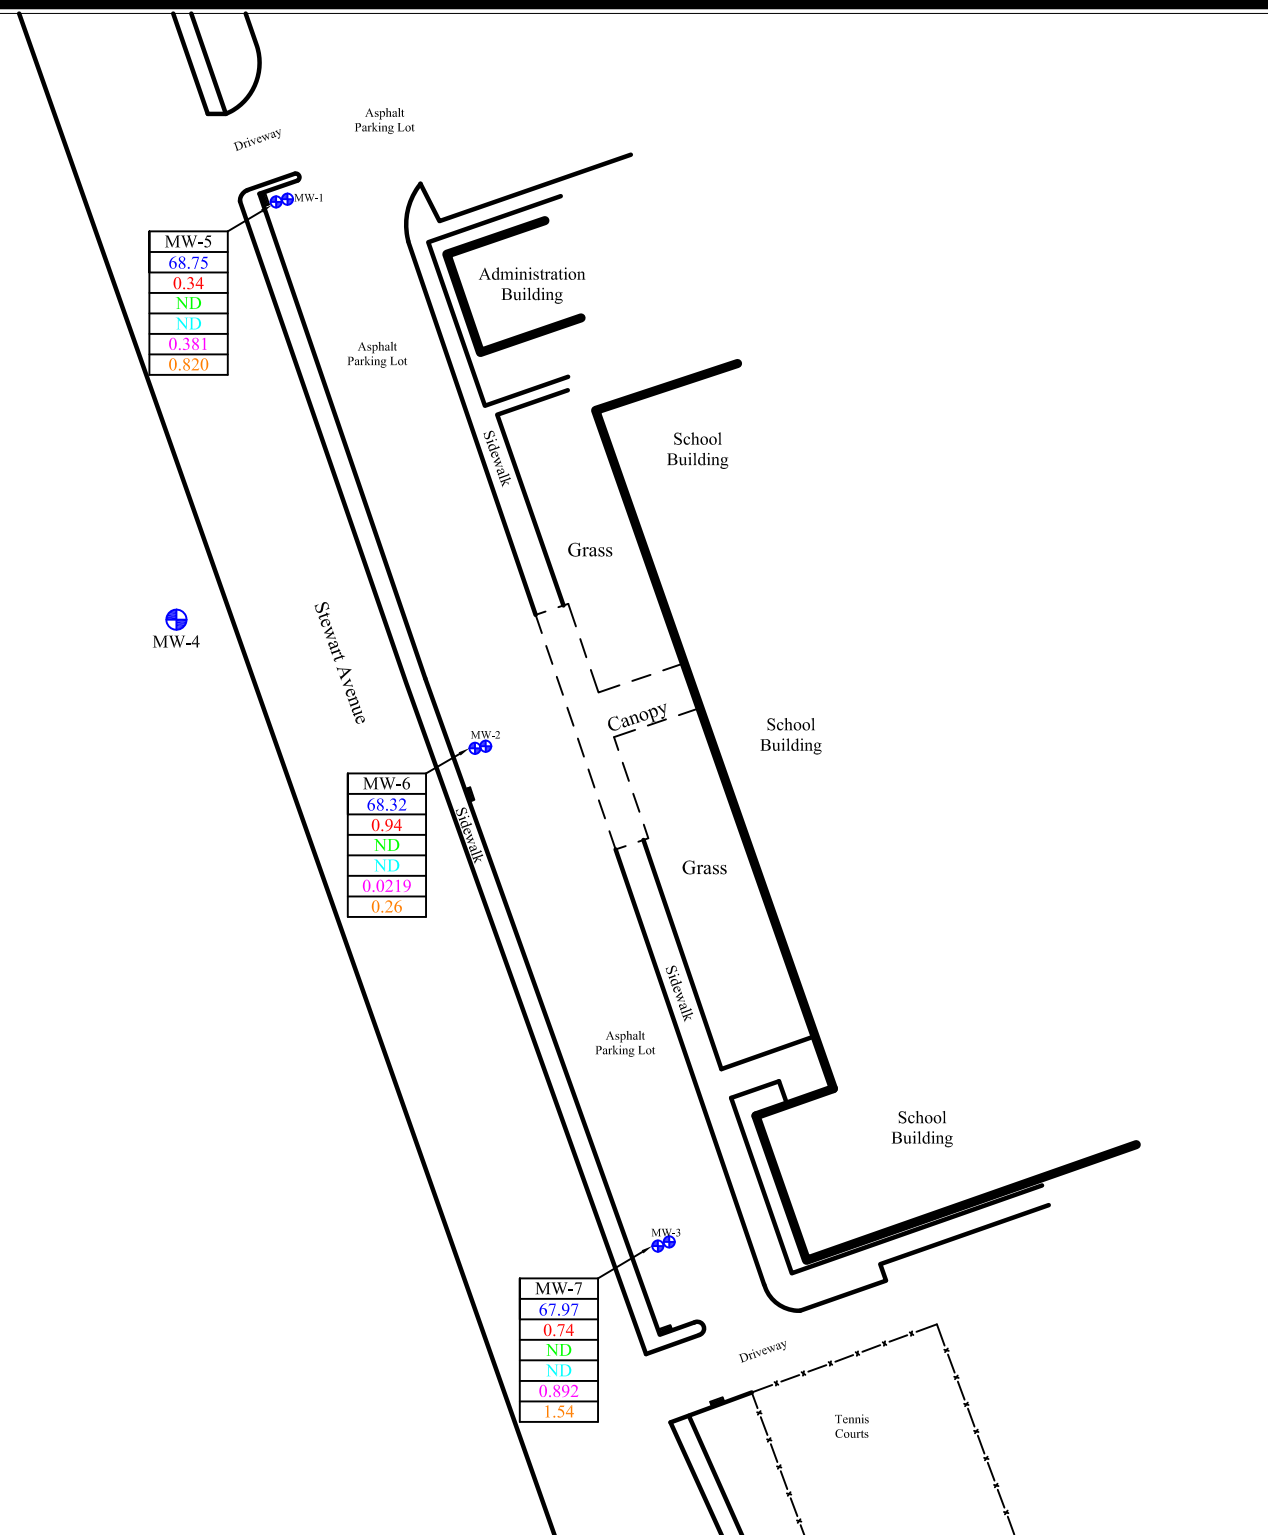 Asphalt
Parking Lot
Driveway
MW-1
MW-5
68.75
0.34
ND
ND
0.381
0.820
Administration
Building
Asphalt
Parking Lot
Sidewalk
School
Building
Grass
Stewart Avenue
MW-4
Canopy
School
Building
MW-2
MW-6
68.32
0.94
ND
ND
0.0219
0.26
Sidewalk
Grass
Sidewalk
Asphalt
Parking Lot
School
Building
MW-3
MW-7
67.97
0.74
ND
ND
0.892
1.54
Driveway
Tennis
Courts